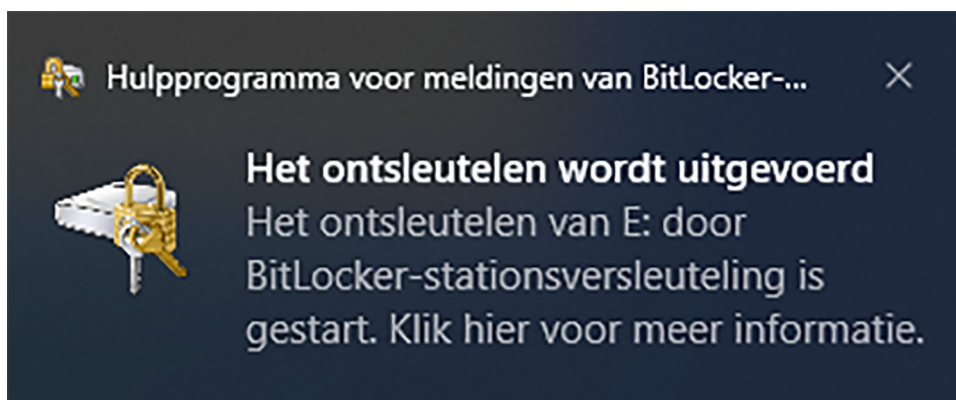 Hulpprogramma voor meldingen van BitLocker-...
Het ontsleutelen wordt uitgevoerd
Het ontsleutelen van E: door
BitLocker-stationsversleuteling is
gestart. Klik hier voor meer informatie.